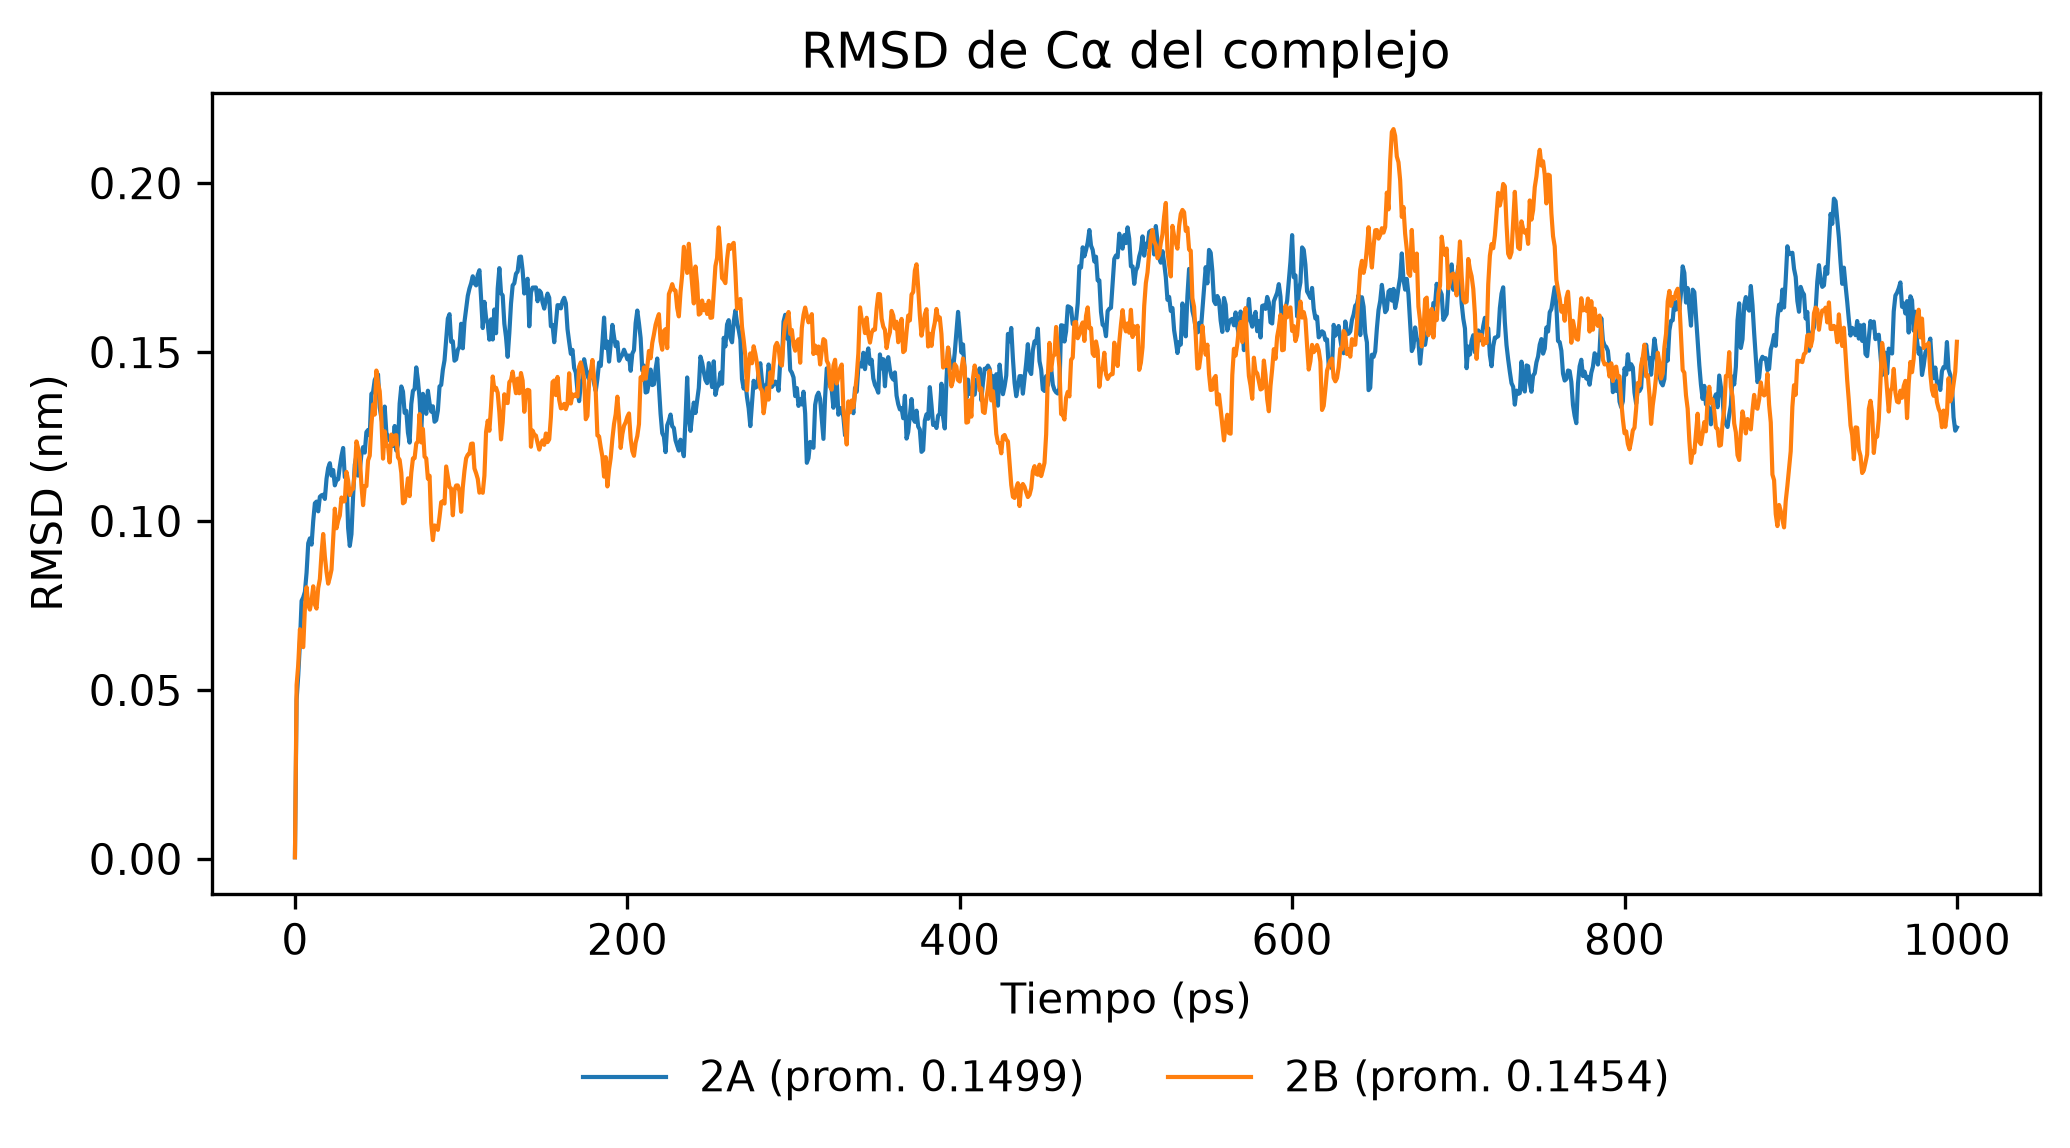 RMSD de Cα del complejo
RMSD (nm)
0.20
0.15
0.10
0.05
0.00
0 200 400 600 800 1000
Tiempo (ps)
2A (prom. 0.1499) 2B (prom. 0.1454)